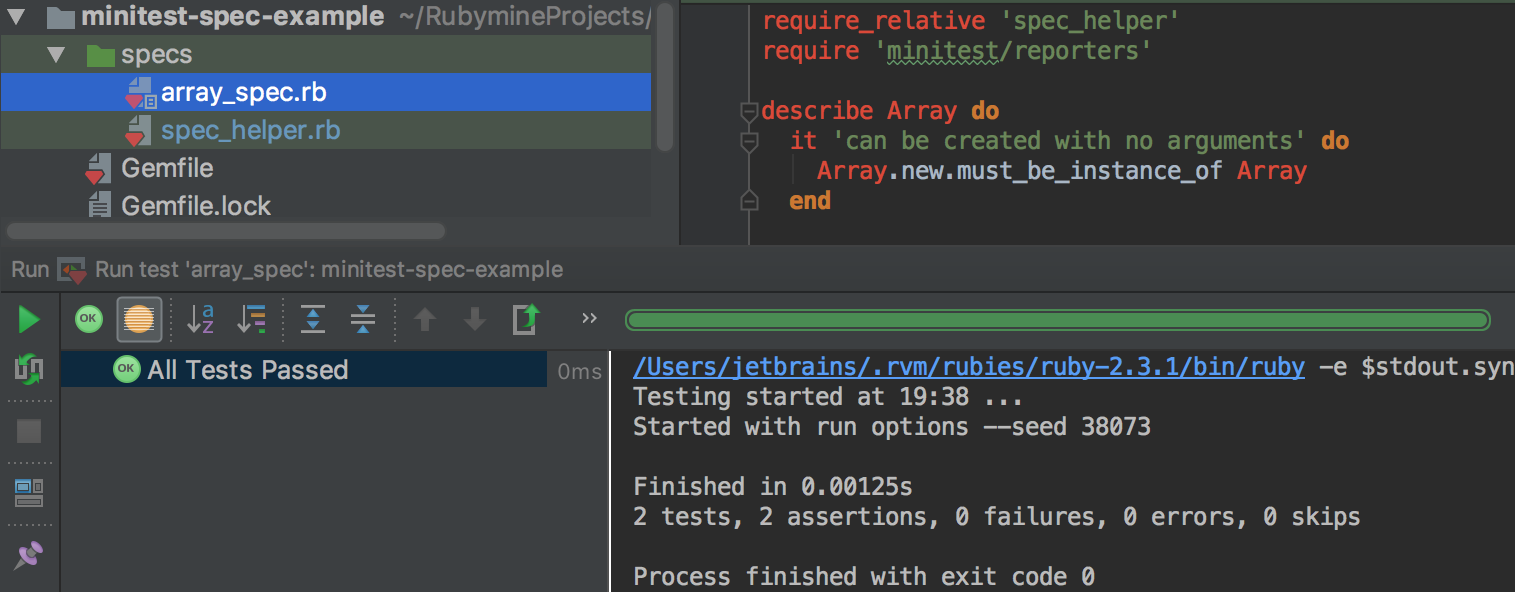 minitest-spec-example ~/RubymineProjects/
specs
array_spec.rb
spec_helper.rb
Gemfile
Gemfile.lock
require_relative 'spec_helper'
require 'minitest/reporters'
describe Array do
it 'can be created with no arguments' do
Array.new.must_be_instance_of Array
end
Run Run test 'array_spec': minitest-spec-example
OK
a
z
»
OK All Tests Passed 0ms
/Users/jetbrains/.rvm/rubies/ruby-2.3.1/bin/ruby -e $stdout.syn
Testing started at 19:38 ...
Started with run options --seed 38073
Finished in 0.00125s
2 tests, 2 assertions, 0 failures, 0 errors, 0 skips
Process finished with exit code 0